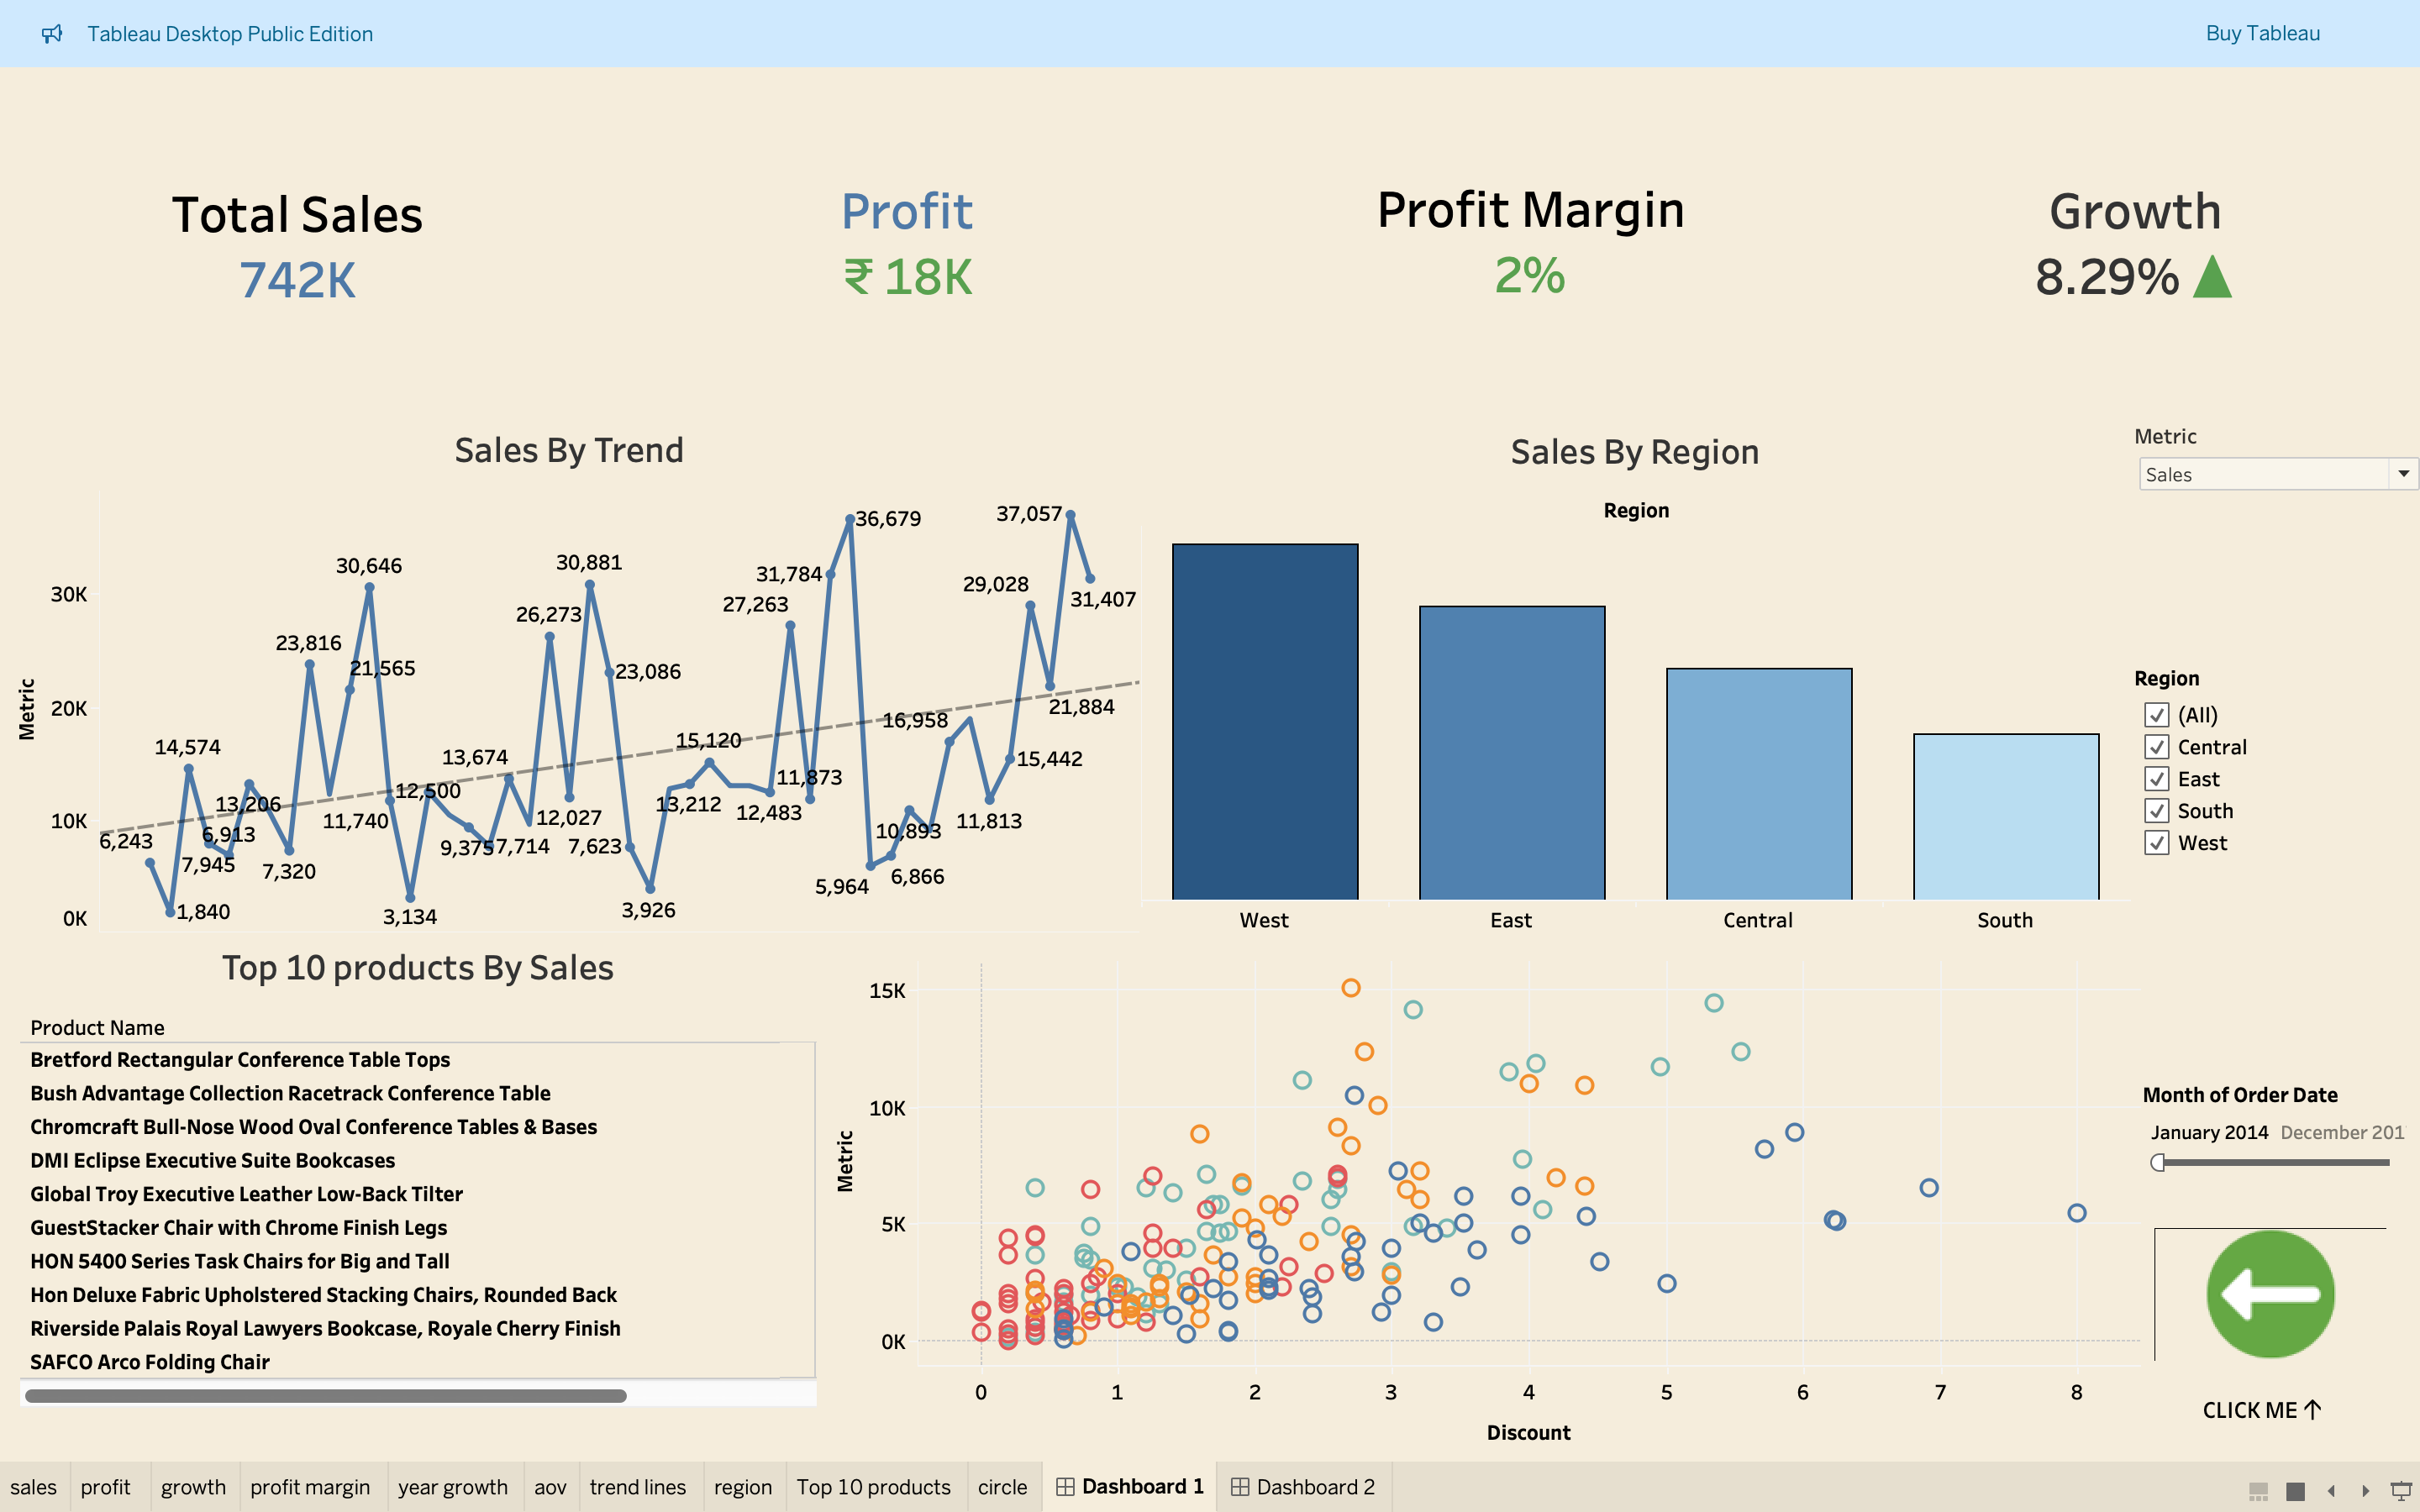 Tableau Desktop Public Edition
Buy Tableau
Total Sales
742K
Profit
₹ 18K
Profit Margin
2%
Growth
8.29%
Sales By Trend
Metric
30K
20K
10K
0K
6,243
1,840
14,574
7,945
6,913
13,206
7,320
23,816
21,565
30,646
11,740
3,134
12,500
9,375
7,714
13,674
26,273
12,027
30,881
23,086
7,623
3,926
13,212
15,120
12,483
27,263
11,873
31,784
36,679
5,964
6,866
10,893
16,958
11,813
15,442
29,028
21,884
37,057
31,407
Sales By Region
Region
West
East
Central
South
Metric
Sales
Region
(All)
Central
East
South
West
Top 10 products By Sales
Product Name
Bretford Rectangular Conference Table Tops
Bush Advantage Collection Racetrack Conference Table
Chromcraft Bull-Nose Wood Oval Conference Tables & Bases
DMI Eclipse Executive Suite Bookcases
Global Troy Executive Leather Low-Back Tilter
GuestStacker Chair with Chrome Finish Legs
HON 5400 Series Task Chairs for Big and Tall
Hon Deluxe Fabric Upholstered Stacking Chairs, Rounded Back
Riverside Palais Royal Lawyers Bookcase, Royale Cherry Finish
SAFCO Arco Folding Chair
Metric
15K
10K
5K
0K
0 1 2 3 4 5 6 7 8
Discount
Month of Order Date
January 2014 December 201
CLICK ME ↑
sales profit growth profit margin year growth aov trend lines region Top 10 products circle Dashboard 1 Dashboard 2